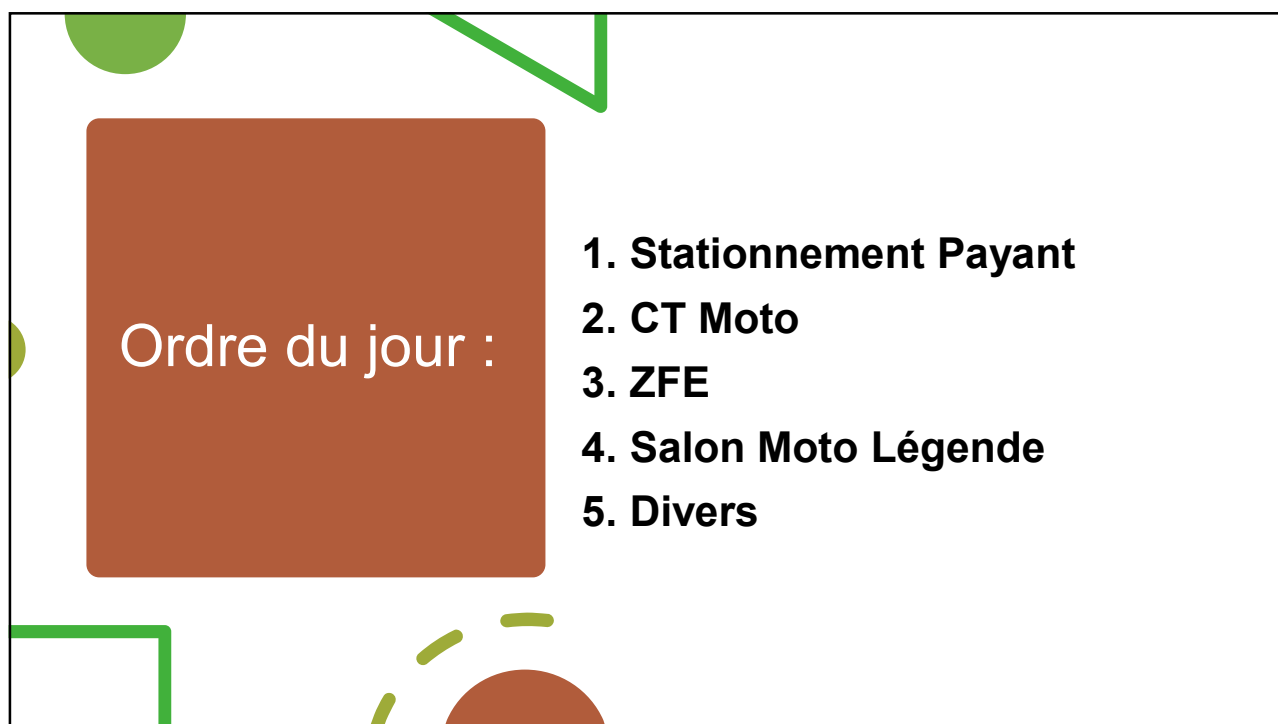 Ordre du jour :
1. Stationnement Payant
2. CT Moto
3. ZFE
4. Salon Moto Légende
5. Divers